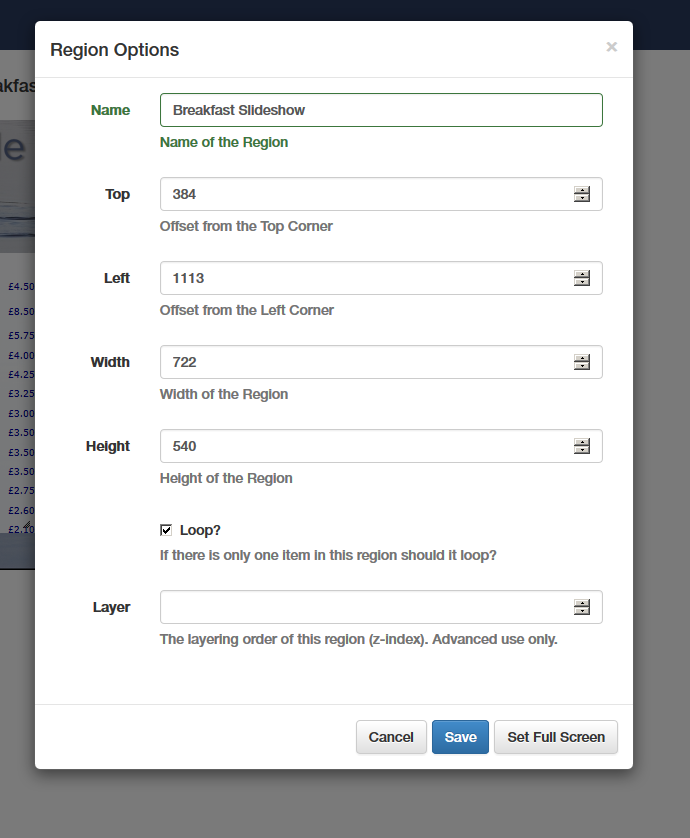 Region Options
×
akfas
Name
Breakfast Slideshow
Name of the Region
le
Top
384
Offset from the Top Corner
Left
1113
£4.50
Offset from the Left Corner
£8.50
£5.75
Width
722
£4.00
£4.25
Width of the Region
£3.25
£3.00
£3.50
Height
540
£3.50
£3.50
Height of the Region
£2.75
£2.60
£2.10
Loop?
If there is only one item in this region should it loop?
Layer
The layering order of this region (z-index). Advanced use only.
Cancel
Save
Set Full Screen